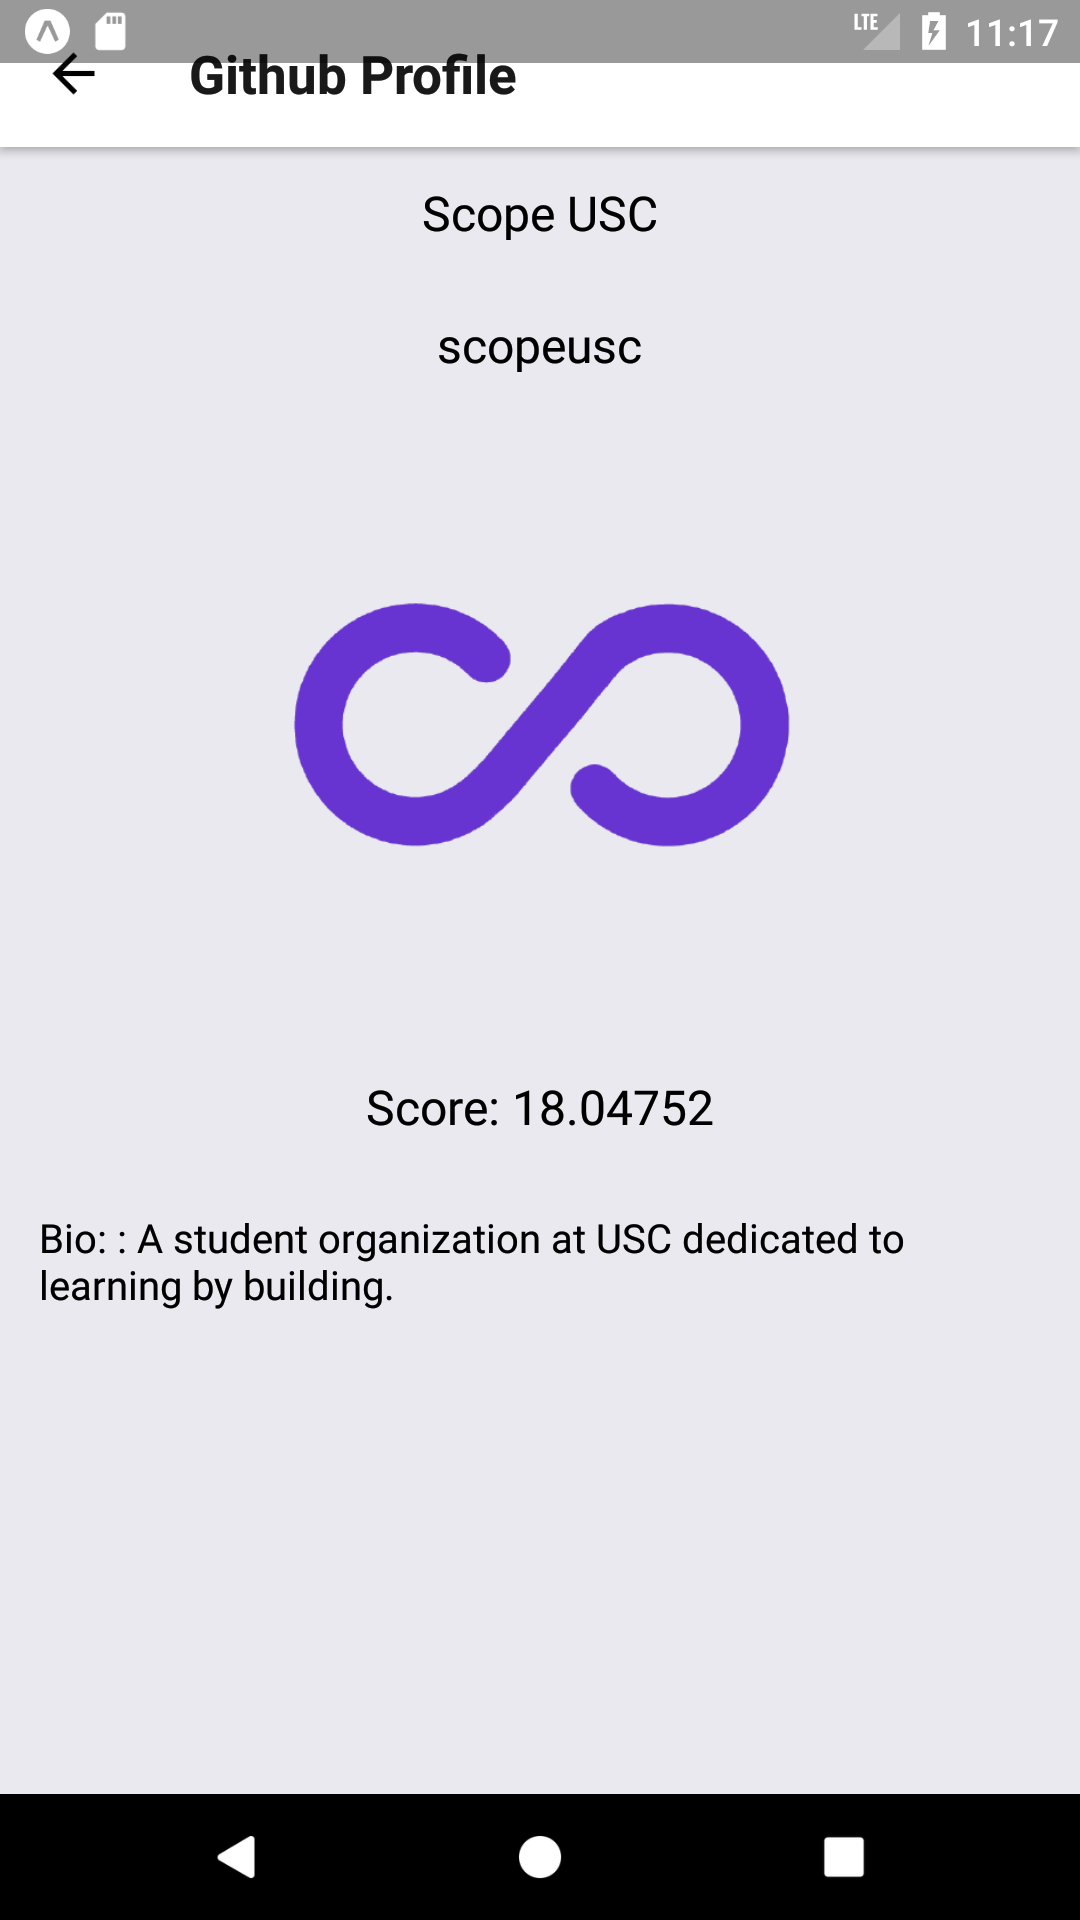 LTE 11:17
Github Profile
Scope USC
scopeusc
Score: 18.04752
Bio: : A student organization at USC dedicated to
learning by building.